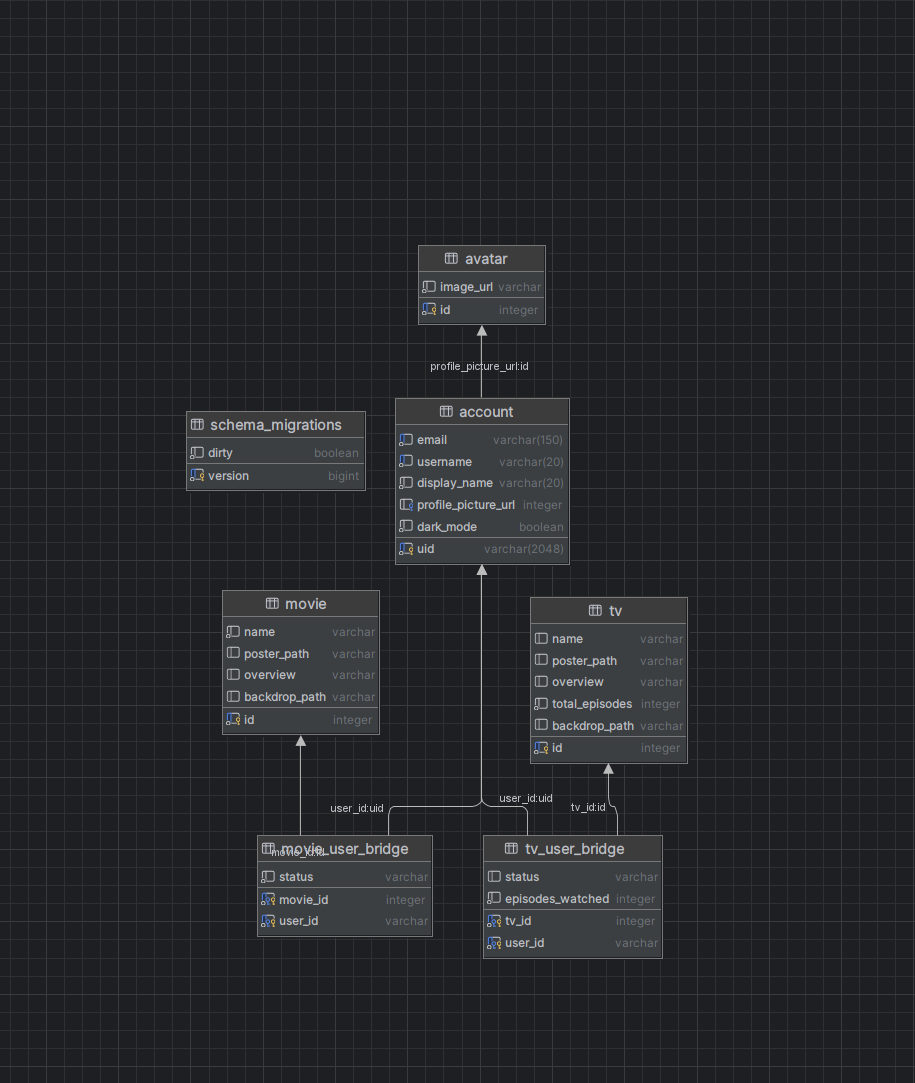 avatar
image_url varchar
id integer
profile_picture_url:id
account
email varchar(150)
username varchar(20)
display_name varchar(20)
profile_picture_url integer
dark_mode boolean
uid varchar(2048)
schema_migrations
dirty boolean
version bigint
movie
name varchar
poster_path varchar
overview varchar
backdrop_path varchar
id integer
tv
name varchar
poster_path varchar
overview varchar
total_episodes integer
backdrop_path varchar
id integer
user_id:uid
user_id:uid
tv_id:id
movie_user_bridge
movie_id:id
status varchar
movie_id integer
user_id varchar
tv_user_bridge
status varchar
episodes_watched integer
tv_id integer
user_id varchar